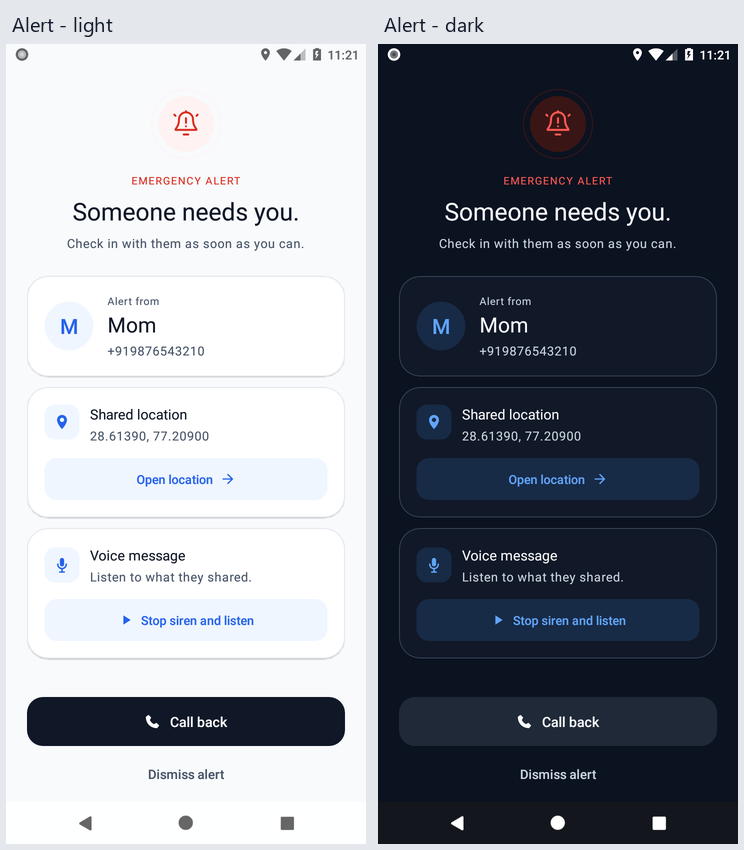 Alert - light
11:21
EMERGENCY ALERT
Someone needs you.
Check in with them as soon as you can.
M
Alert from
Mom
+919876543210
Shared location
28.61390, 77.20900
Open location
Voice message
Listen to what they shared.
Stop siren and listen
Call back
Dismiss alert
Alert - dark
11:21
EMERGENCY ALERT
Someone needs you.
Check in with them as soon as you can.
M
Alert from
Mom
+919876543210
Shared location
28.61390, 77.20900
Open location
Voice message
Listen to what they shared.
Stop siren and listen
Call back
Dismiss alert